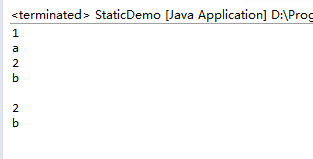 <terminated> StaticDemo [Java Application] D:\Prog
1
a
2
b

2
b